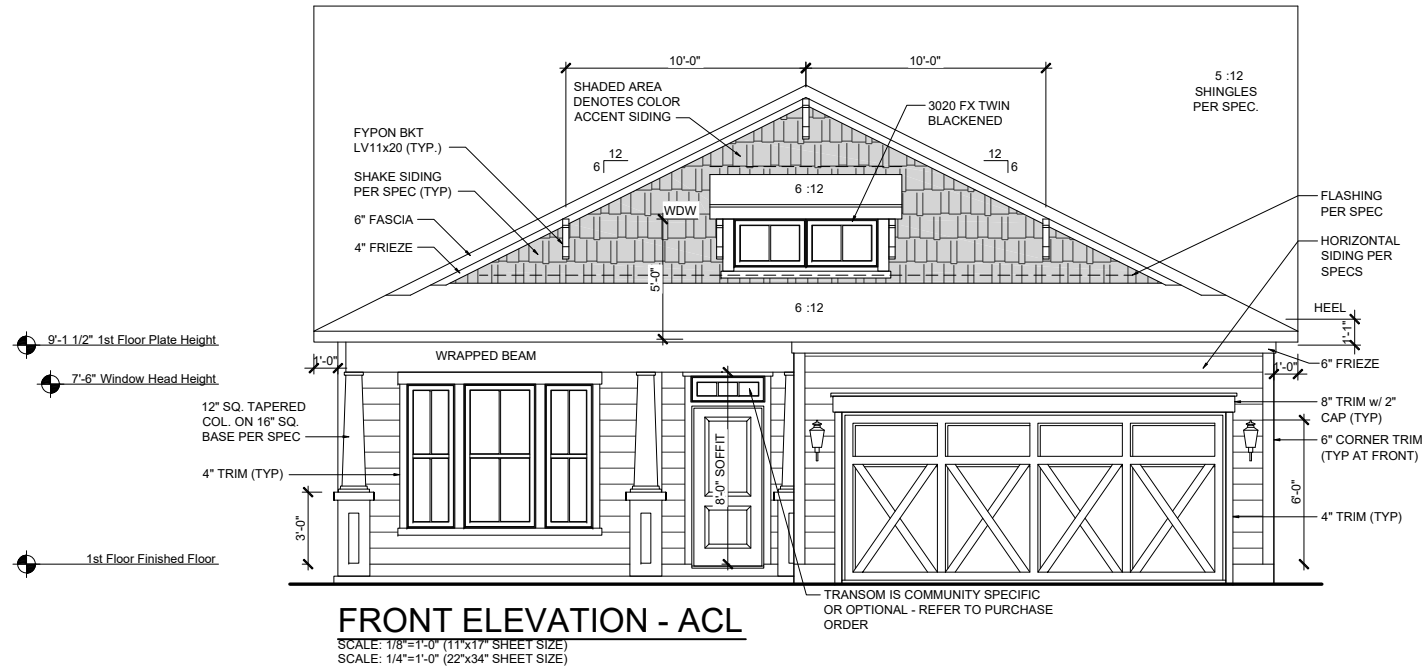 10'-0"
10'-0"
5 :12
SHINGLES
PER SPEC.
SHADED AREA
DENOTES COLOR
ACCENT SIDING
3020 FX TWIN
BLACKENED
FYPON BKT
LV11x20 (TYP.)
12
6
12
6
SHAKE SIDING
PER SPEC (TYP)
6 :12
FLASHING
PER SPEC
WDW
6" FASCIA
4" FRIEZE
HORIZONTAL
SIDING PER
SPECS
5'-0"
6 :12
HEEL
1'-1"
9'-1 1/2" 1st Floor Plate Height
1'-0"
WRAPPED BEAM
6" FRIEZE
1'-0"
7'-6" Window Head Height
12" SQ. TAPERED
COL. ON 16" SQ.
BASE PER SPEC
8" TRIM w/ 2"
CAP (TYP)
6" CORNER TRIM
(TYP AT FRONT)
4" TRIM (TYP)
8'-0" SOFFIT
6'-0"
3'-0"
4" TRIM (TYP)
1st Floor Finished Floor
TRANSOM IS COMMUNITY SPECIFIC
OR OPTIONAL - REFER TO PURCHASE
ORDER
FRONT ELEVATION - ACL
SCALE: 1/8"=1'-0" (11"x17" SHEET SIZE)
SCALE: 1/4"=1'-0" (22"x34" SHEET SIZE)